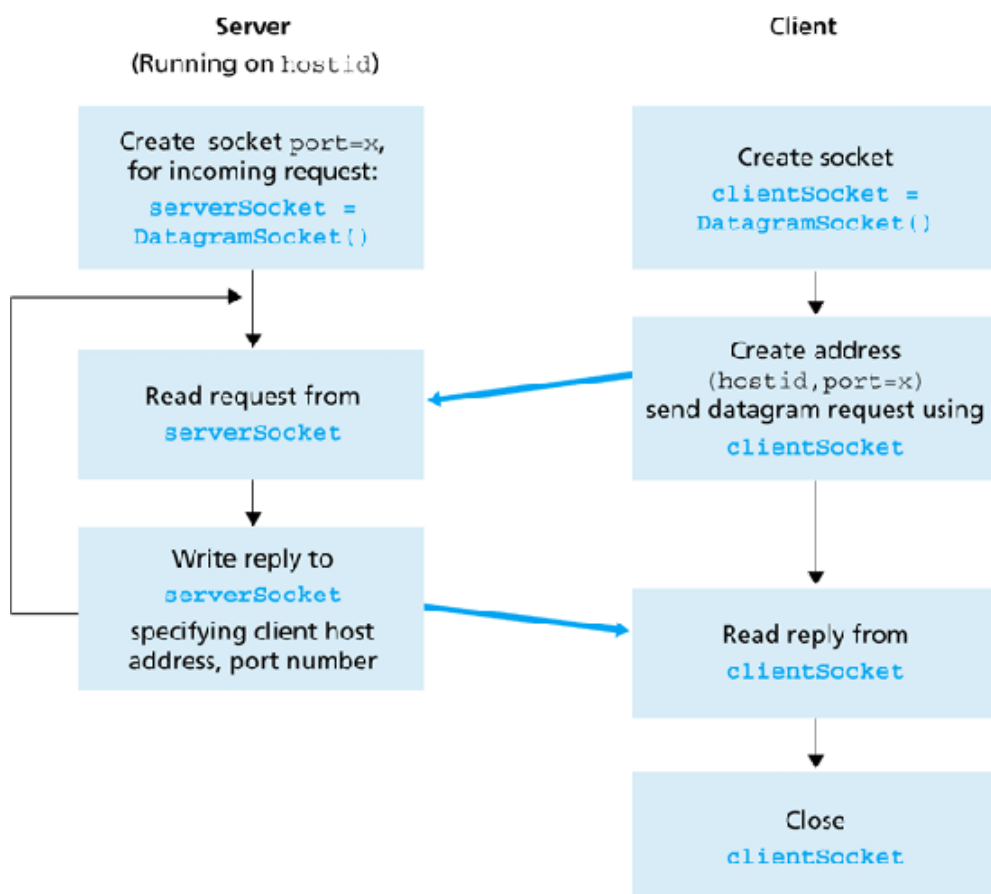 Server
(Running on hostid)
Create socket port=x,
for incoming request:
serverSocket =
DatagramSocket()
Read request from
serverSocket
Write reply to
serverSocket
specifying client host
address, port number
Client
Create socket
clientSocket =
DatagramSocket()
Create address
(hostid,port=x)
send datagram request using
clientSocket
Read reply from
clientSocket
Close
clientSocket